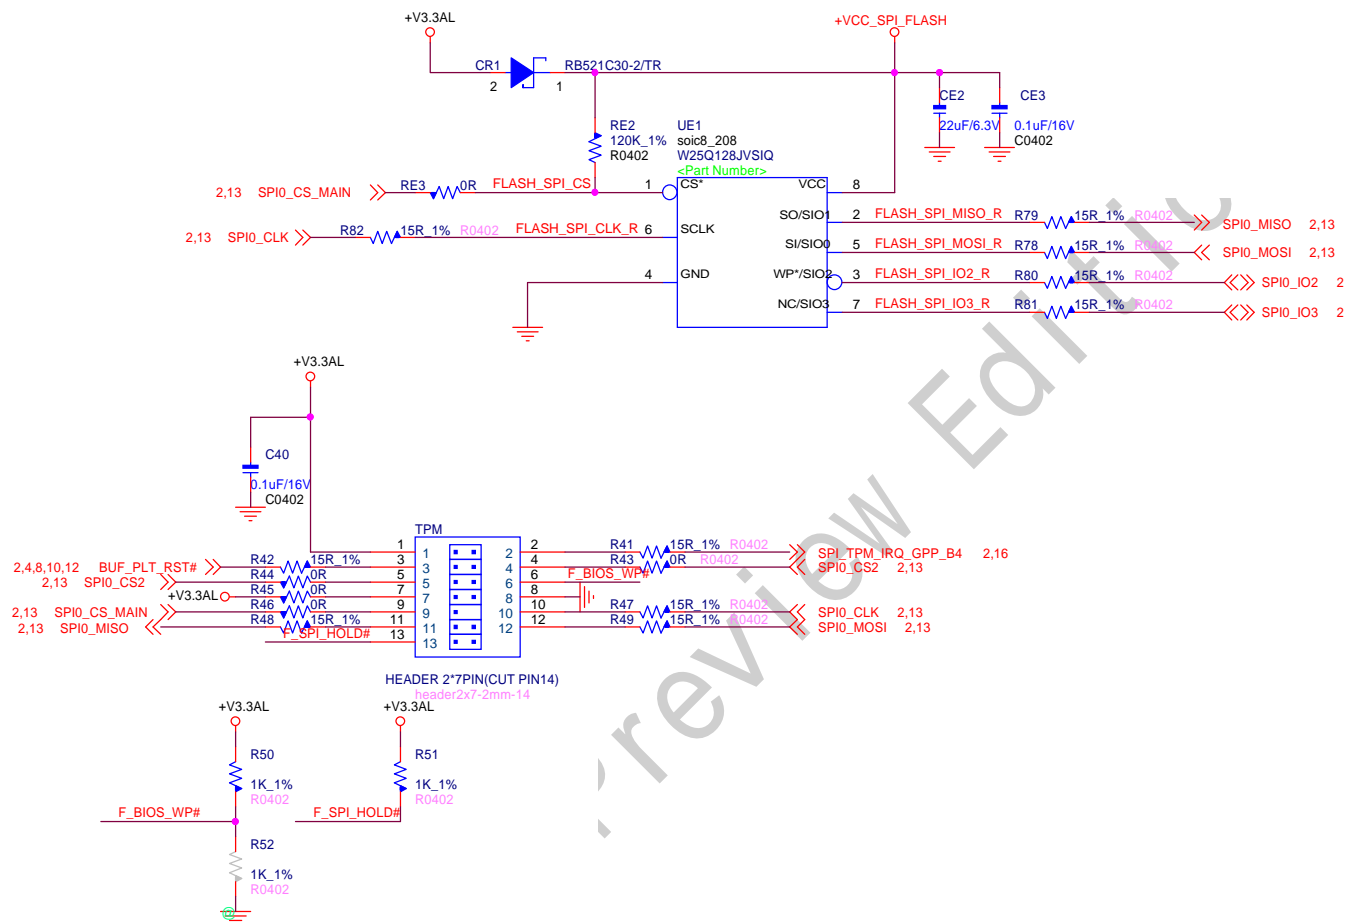 +V3.3AL
+VCC_SPI_FLASH
CR1
RB521C30-2/TR
2
1
RE2
120K_1%
R0402
UE1
soic8_208
W25Q128JVSIQ
<Part Number>
CE2
22uF/6.3V
CE3
0.1uF/16V
C0402
2,13 SPI0_CS_MAIN
RE3
0R
FLASH_SPI_CS
1
CS*
VCC
8
2,13 SPI0_CLK
R82
15R_1%
R0402
FLASH_SPI_CLK_R
6
SCLK
SO/SIO1
2
FLASH_SPI_MISO_R
R79
15R_1%
R0402
SPI0_MISO 2,13
SI/SIO0
5
FLASH_SPI_MOSI_R
R78
15R_1%
R0402
SPI0_MOSI 2,13
4
GND
WP*/SIO2
3
FLASH_SPI_IO2_R
R80
15R_1%
R0402
SPI0_IO2 2
NC/SIO3
7
FLASH_SPI_IO3_R
R81
15R_1%
R0402
SPI0_IO3 2
+V3.3AL
C40
0.1uF/16V
C0402
TPM
1
1
2
2
R41
15R_1%
R0402
SPI_TPM_IRQ_GPP_B4 2,16
2,4,8,10,12 BUF_PLT_RST#
R42
15R_1%
3
3
4
4
R43
0R
R0402
SPI0_CS2 2,13
2,13 SPI0_CS2
R44
0R
5
5
6
6
F_BIOS_WP#
+V3.3AL
R45
0R
7
7
8
8
2,13 SPI0_CS_MAIN
R46
0R
9
9
10
10
R47
15R_1%
R0402
SPI0_CLK 2,13
2,13 SPI0_MISO
R48
15R_1%
11
11
12
12
R49
15R_1%
R0402
SPI0_MOSI 2,13
F_SPI_HOLD#
13
13
HEADER 2*7PIN(CUT PIN14)
header2x7-2mm-14
+V3.3AL
R50
1K_1%
R0402
F_BIOS_WP#
R52
1K_1%
R0402
+V3.3AL
R51
1K_1%
R0402
F_SPI_HOLD#
Preview Editio